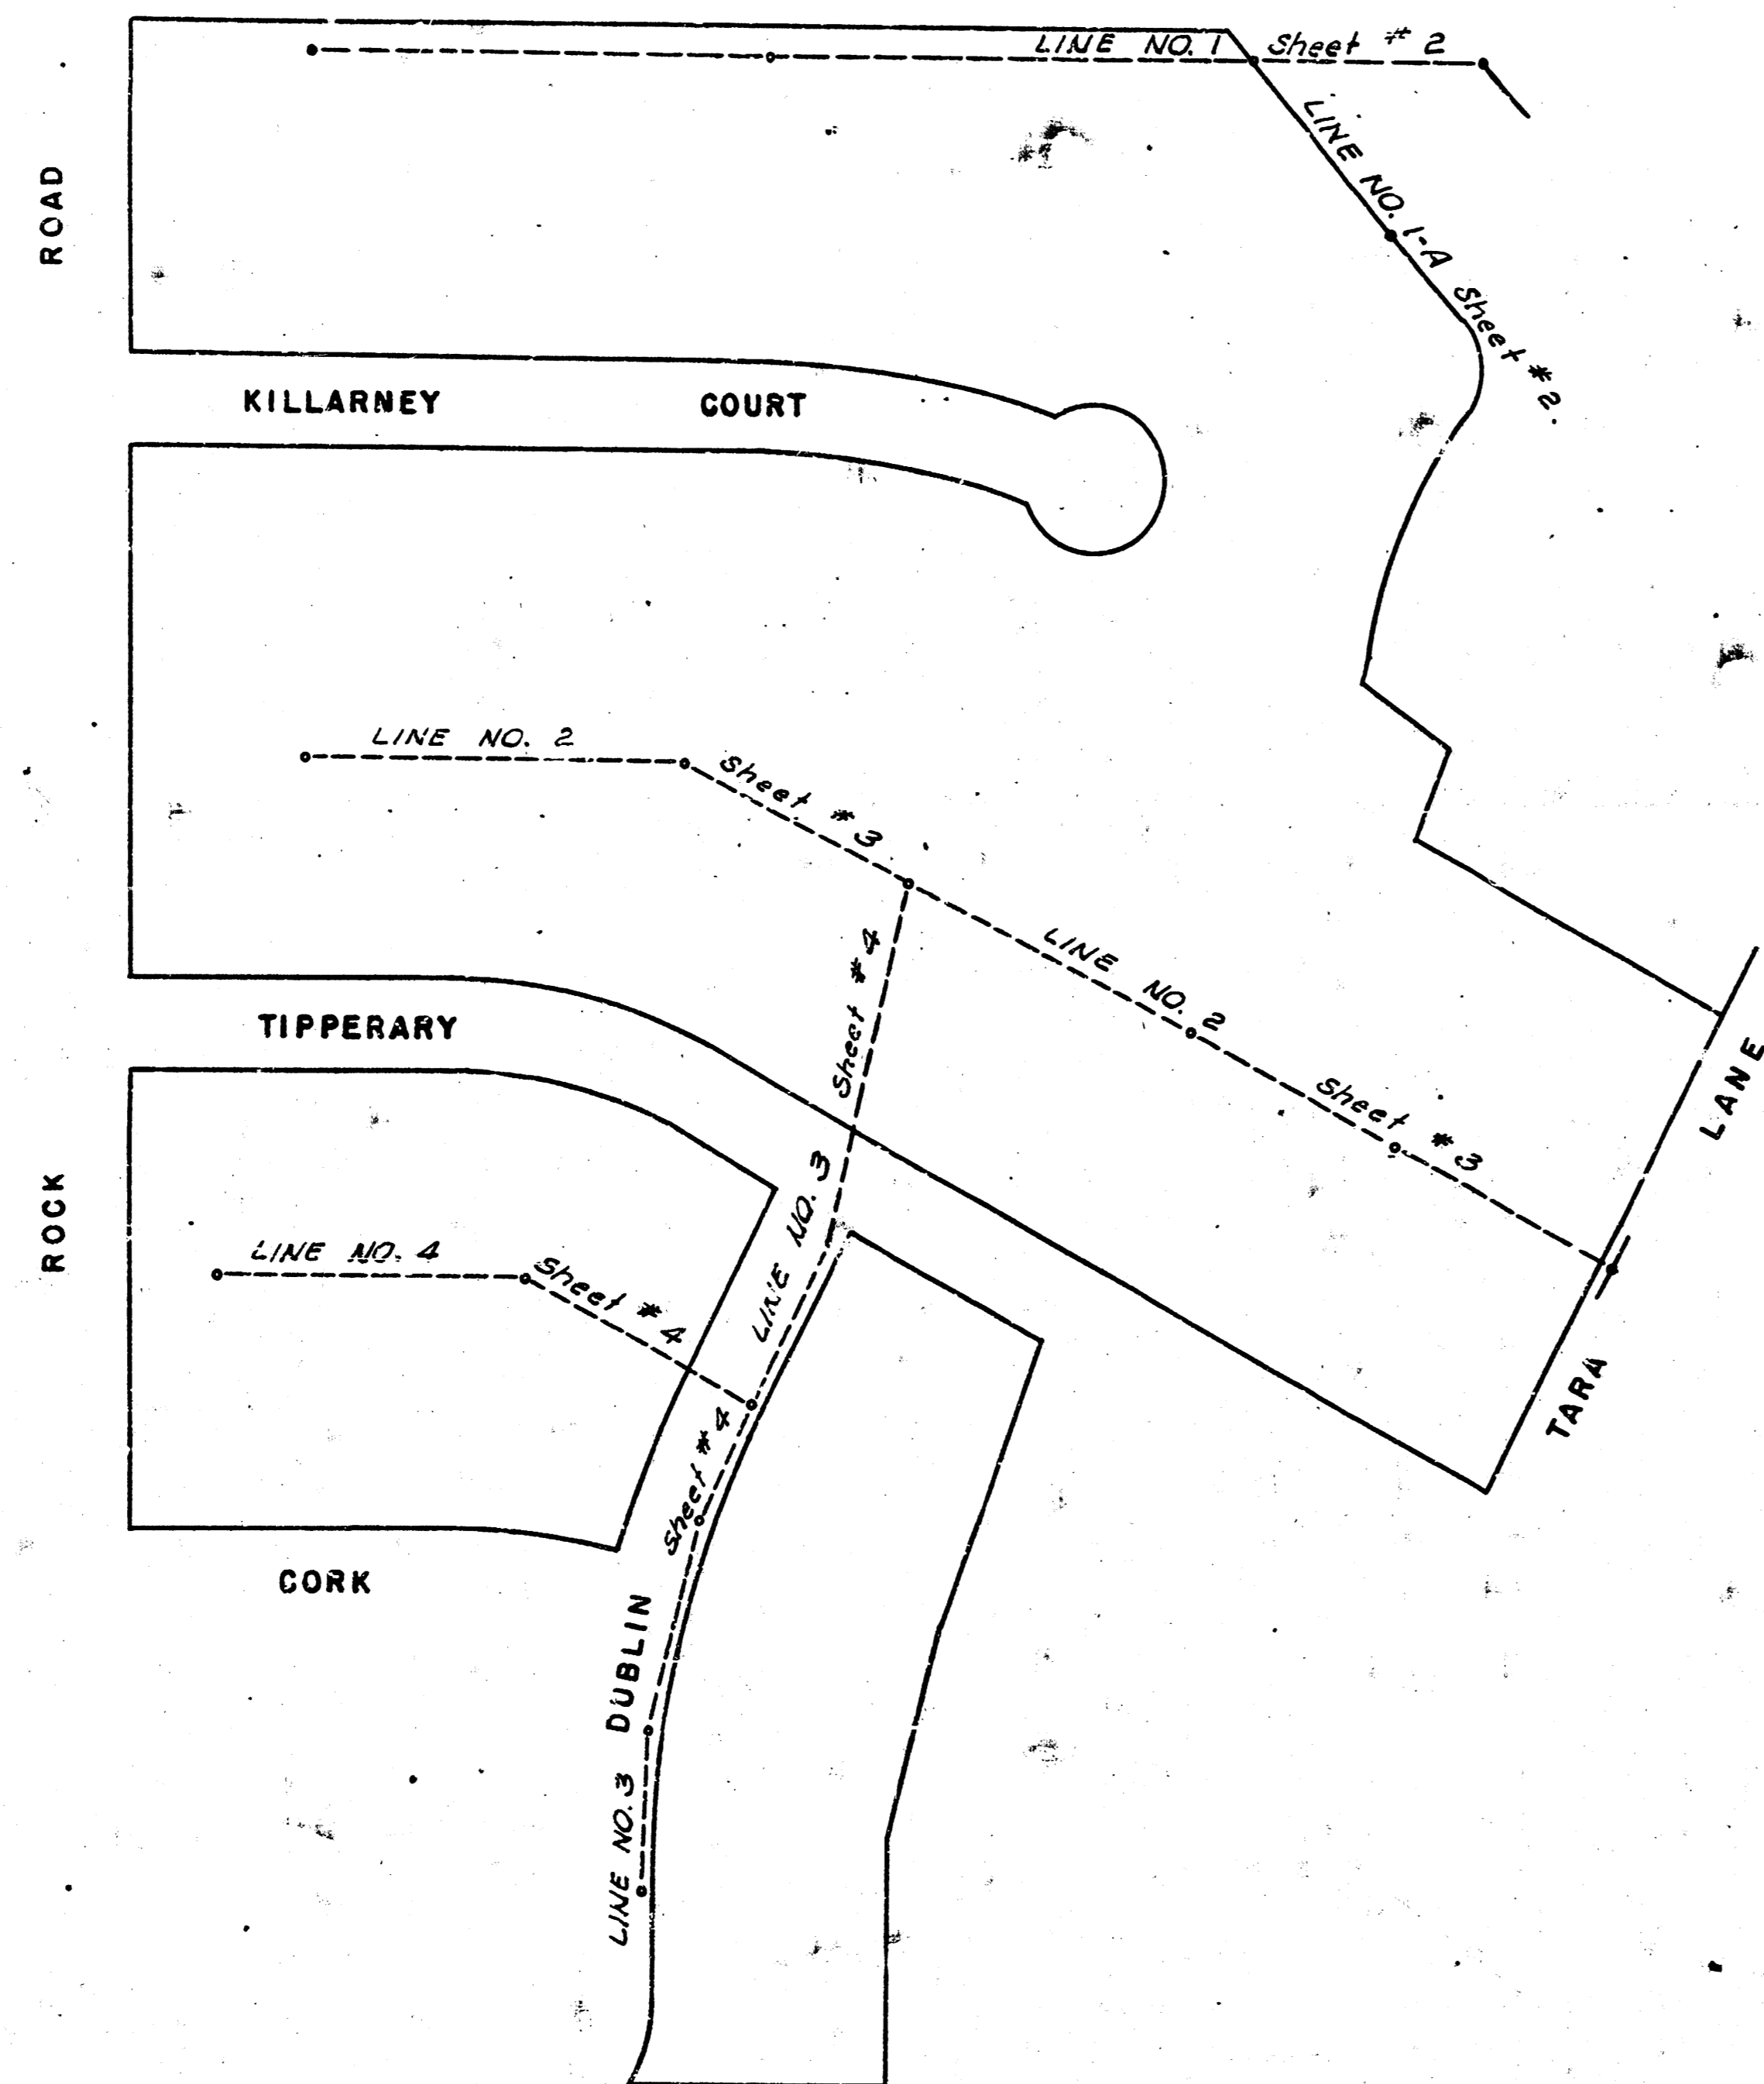 LINE NO. 1 Sheet # 2
LINE NO. 1-A Sheet # 2.
ROAD
KILLARNEY COURT
LINE NO. 2
Sheet # 3
Sheet # 4
LINE NO. 2
Sheet # 3
TIPPERARY
LANE
LINE NO. 3
ROCK
LINE NO. 4
Sheet # 4
TARA
Sheet # 4
CORK
DUBLIN
LINE NO. 3